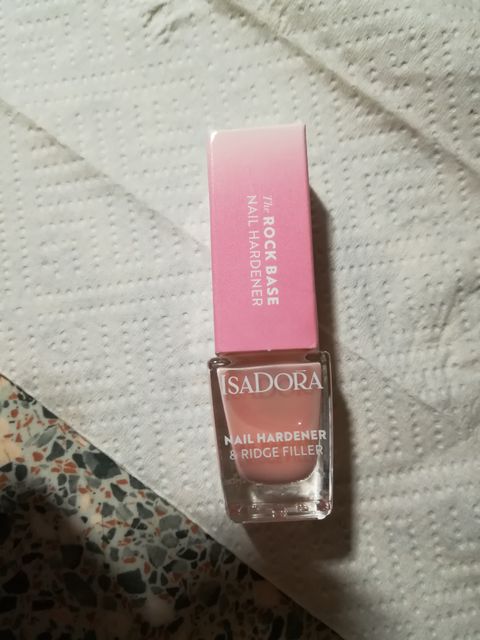 The ROCK BASE
NAIL HARDENER
ISADORA
NAIL HARDENER
& RIDGE FILLER